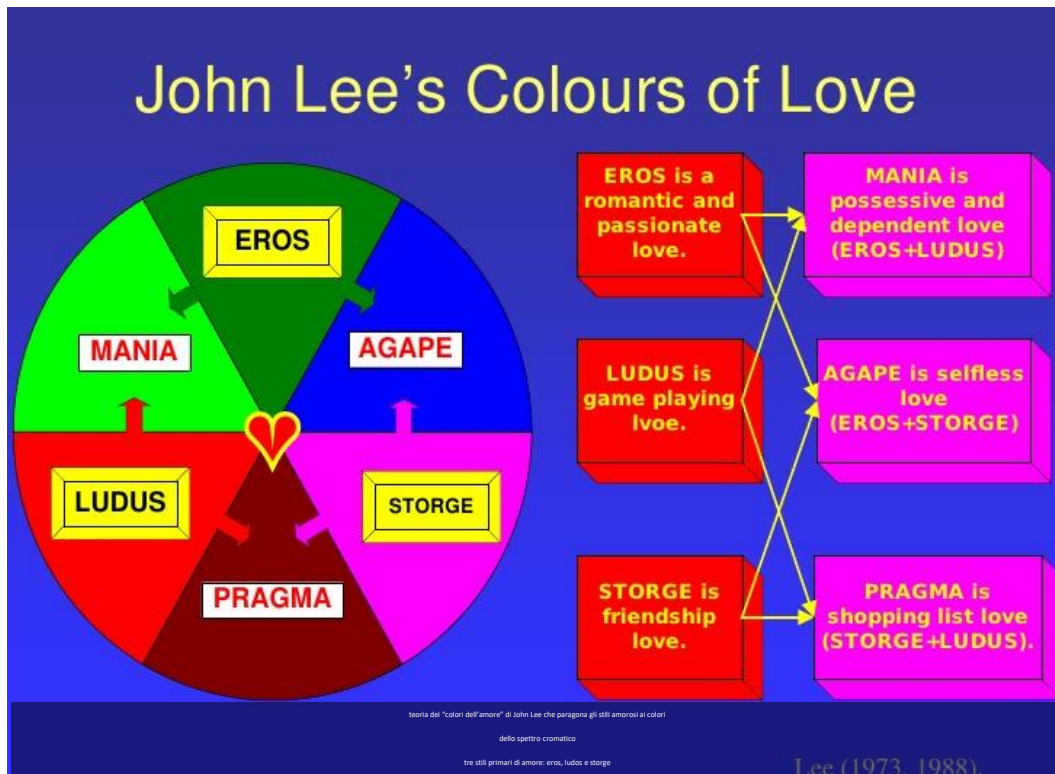 John Lee's Colours of Love
EROS
MANIA
AGAPE
LUDUS
STORGE
PRAGMA
EROS is a
romantic and
passionate
love.
MANIA is
possessive and
dependent love
(EROS+LUDUS)
LUDUS is
game playing
lvoe.
AGAPE is selfless
love
(EROS+STORGE)
STORGE is
friendship
love.
PRAGMA is
shopping list love
(STORGE+LUDUS).
teoria dei "colori dell'amore" di John Lee che paragona gli stili amorosi ai colori
dello spettro cromatico
tre stili primari di amore: eros, ludos e storge
Lee (1973, 1988).